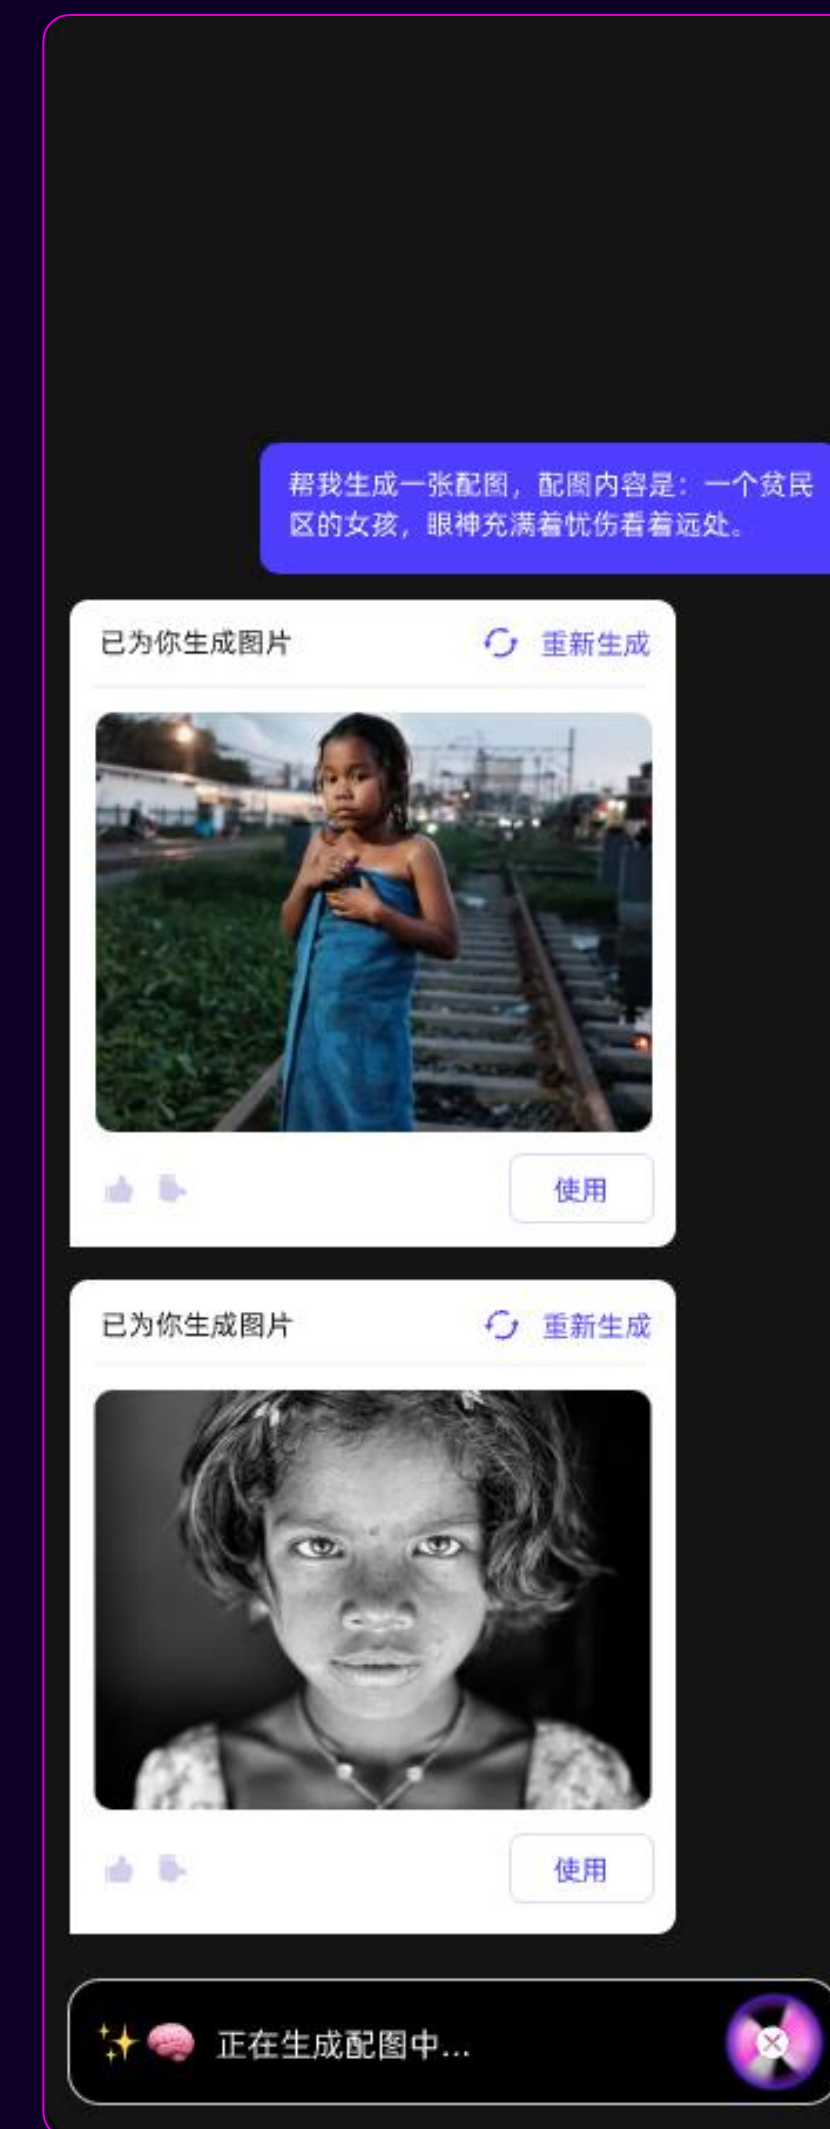 帮我生成一张配图，配图内容是：一个贫民
区的女孩，眼神充满着忧伤看着远处。
已为你生成图片
重新生成
使用
已为你生成图片
重新生成
使用
正在生成配图中...